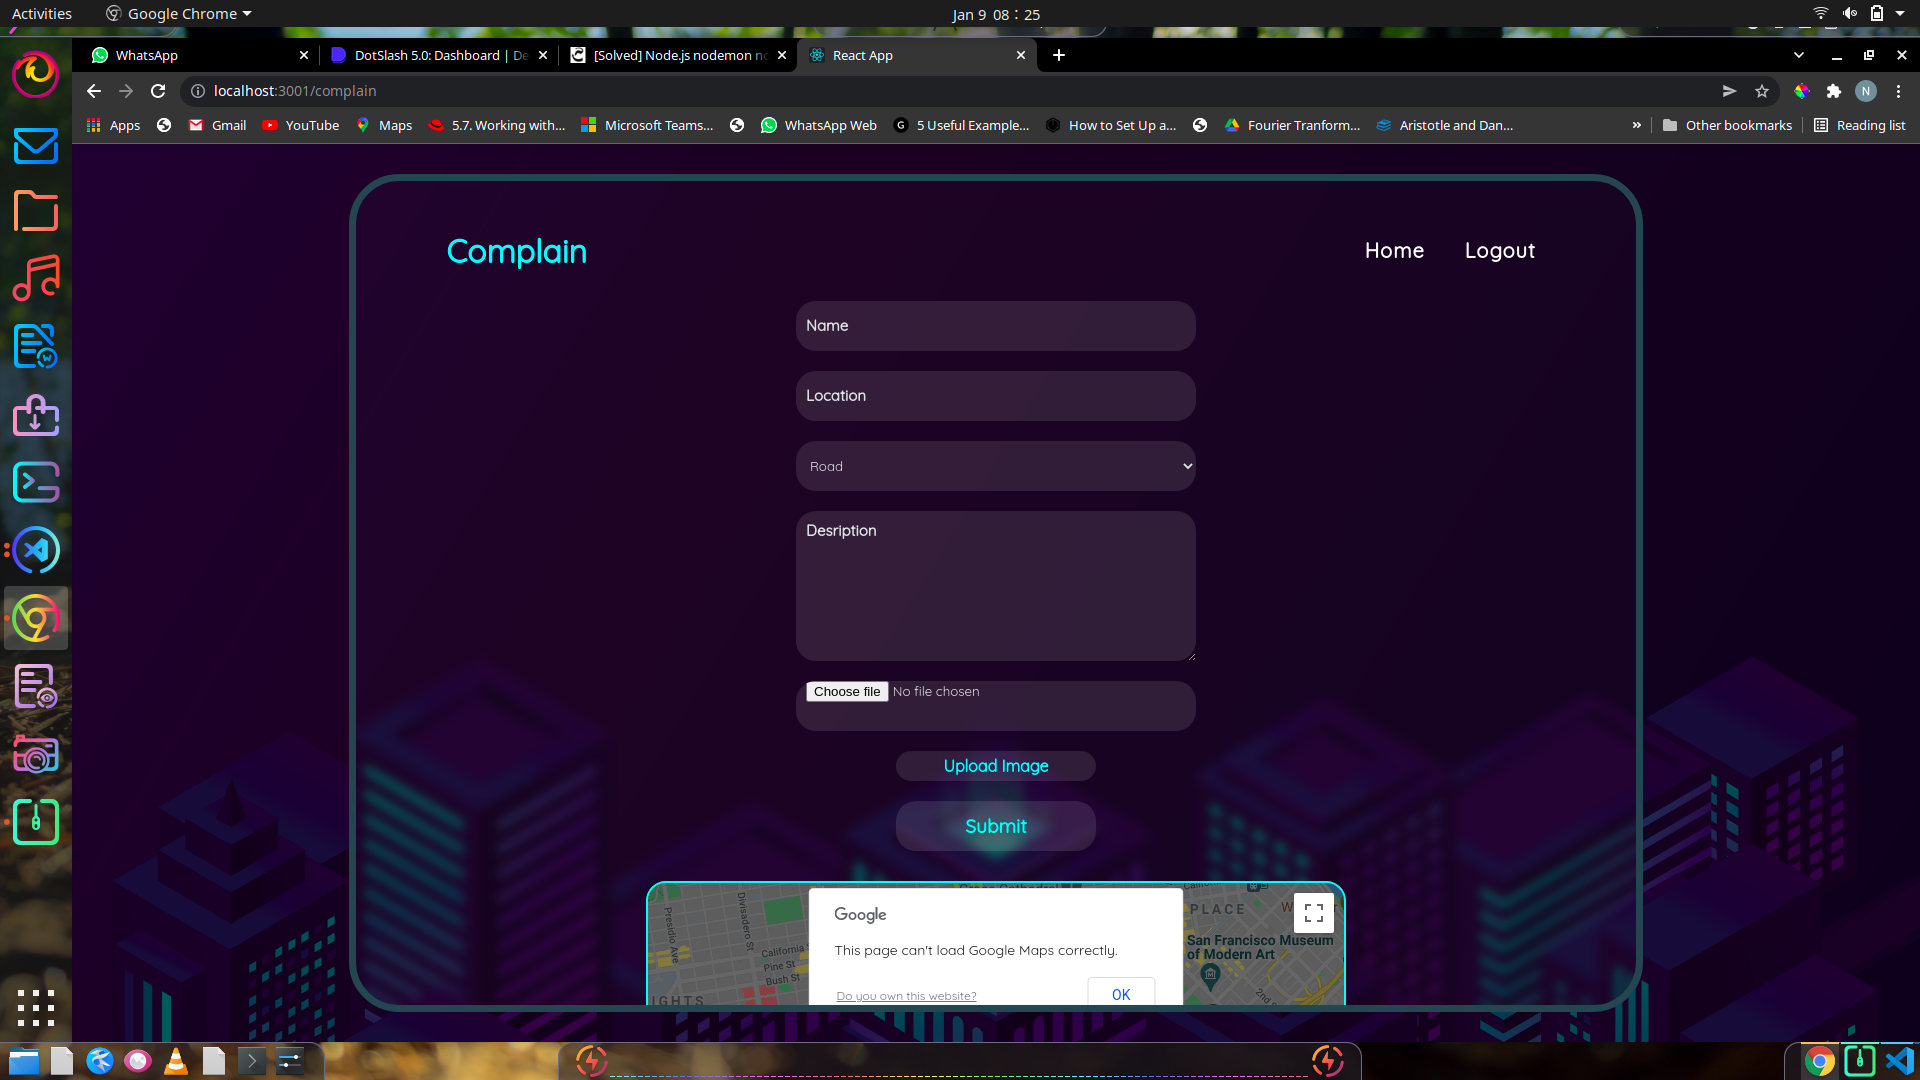 Activities
Google Chrome
Jan 9 08:25
WhatsApp
DotSlash 5.0: Dashboard | De
[Solved] Node.js nodemon no
React App
localhost:3001/complain
N
Apps
Gmail
YouTube
Maps
5.7. Working with...
Microsoft Teams...
WhatsApp Web
G
5 Useful Example...
How to Set Up a...
Fourier Tranform...
Aristotle and Dan...
»
Other bookmarks
Reading list
Complain
Home
Logout
Name
Location
Road
Desription
Choose file No file chosen
Upload Image
Submit
Presidio Ave
Divisadero St
California
Pine St
Bush St
IGHTS
Google
This page can't load Google Maps correctly.
Do you own this website?
OK
PLACE
San Francisco Museum
of Modern Art